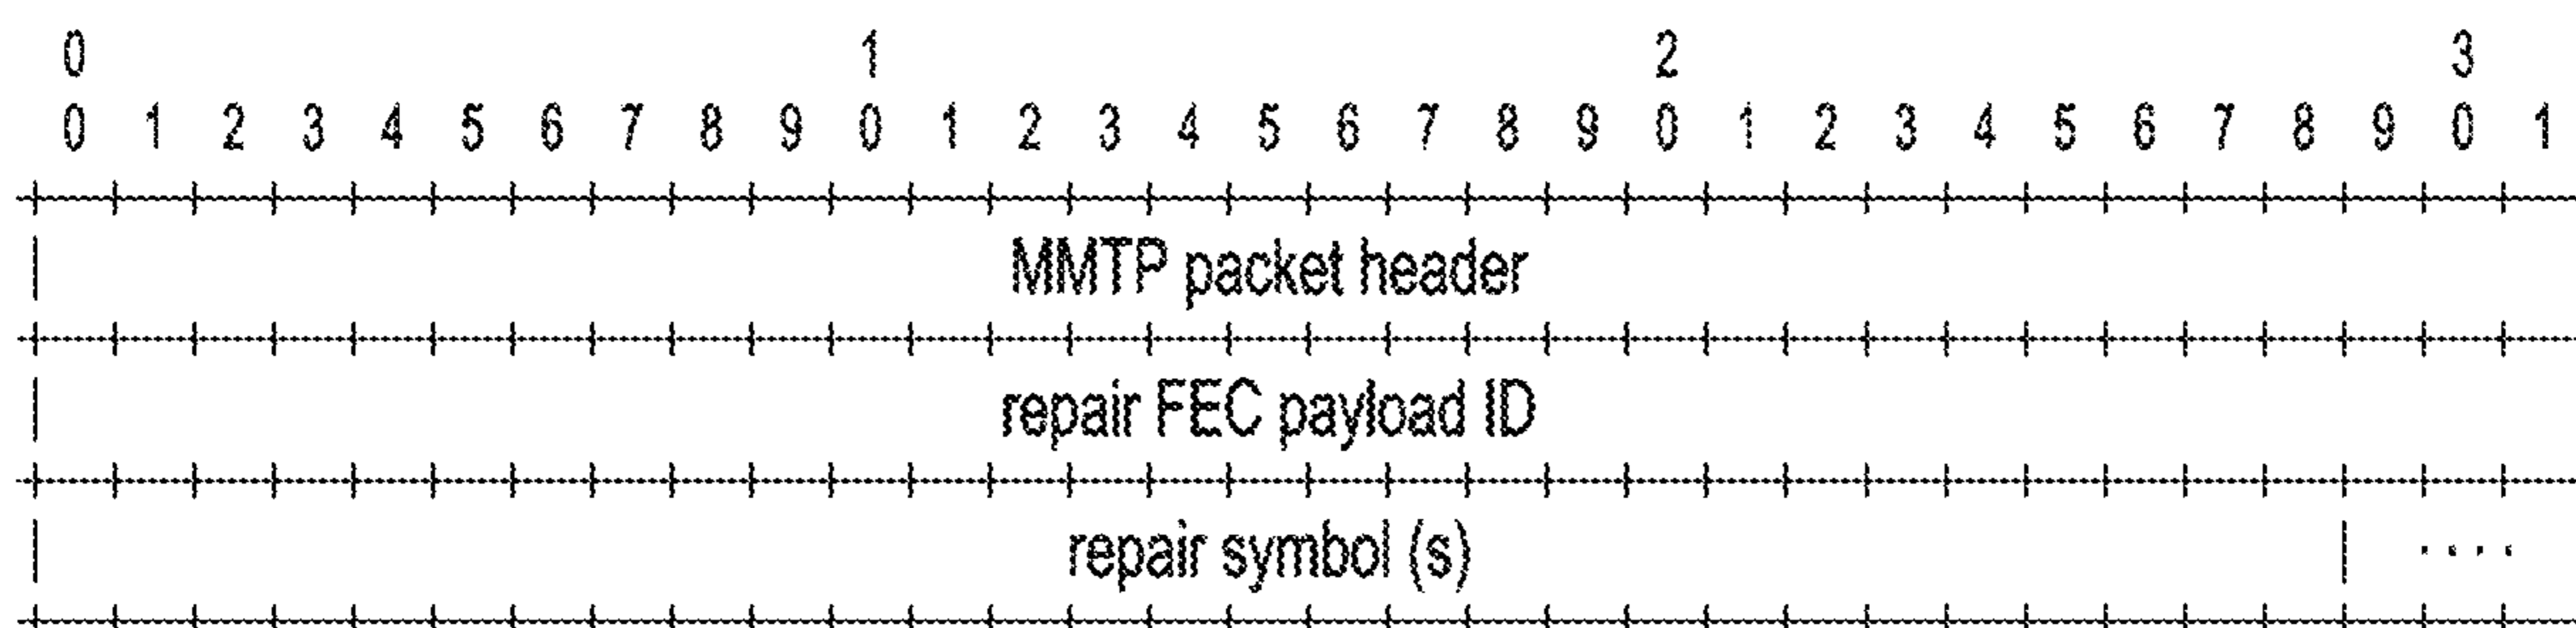 0 1 2 3
0 1 2 3 4 5 6 7 8 9 0 1 2 3 4 5 6 7 8 9 0 1 2 3 4 5 6 7 8 9 0 1
MMTP packet header
repair FEC payload ID
repair symbol (s) | ....